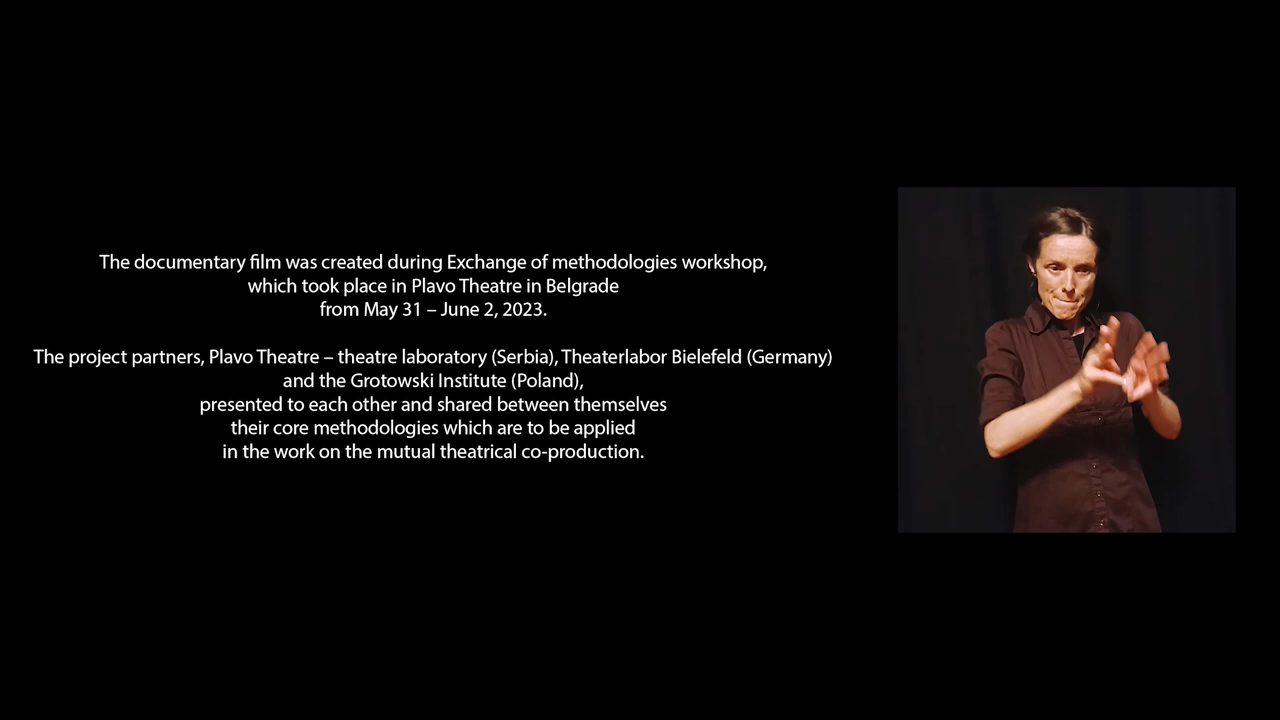 The documentary film was created during Exchange of methodologies workshop,
which took place in Plavo Theatre in Belgrade
from May 31 – June 2, 2023.
The project partners, Plavo Theatre – theatre laboratory (Serbia), Theaterlabor Bielefeld (Germany)
and the Grotowski Institute (Poland),
presented to each other and shared between themselves
their core methodologies which are to be applied
in the work on the mutual theatrical co-production.